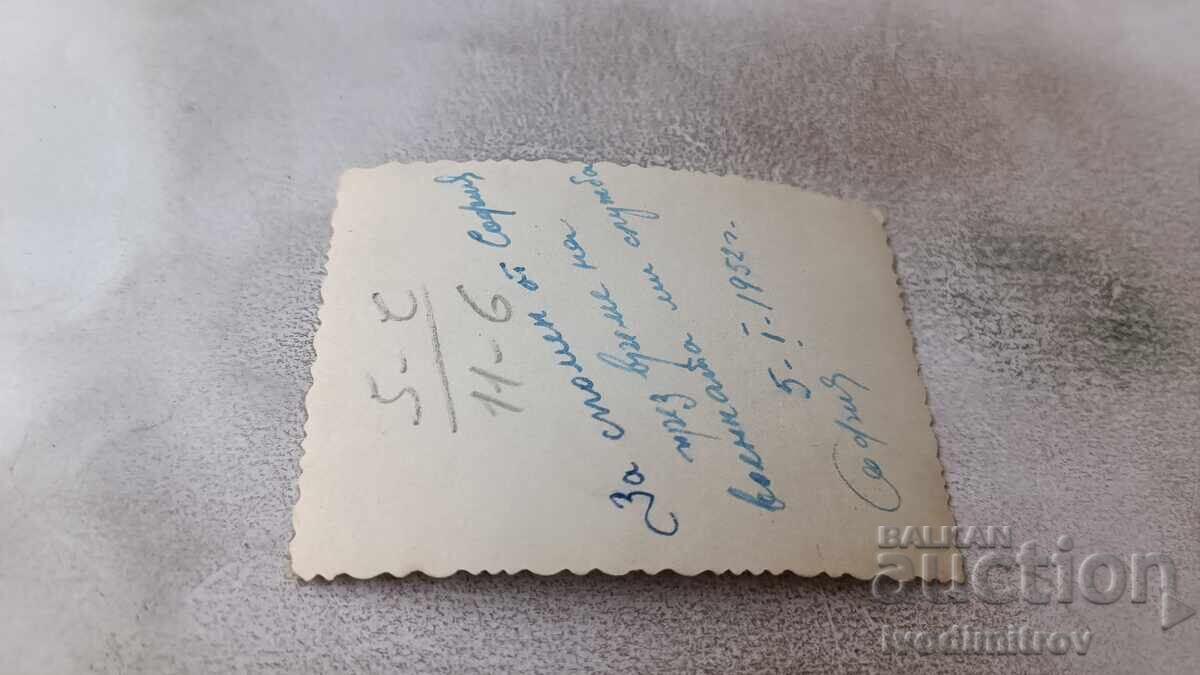 5-С
11-6
За спомен от София
през време на
военната ми служба
5.-I-1952г.
София
BALKAN
auction
ivodimitrov